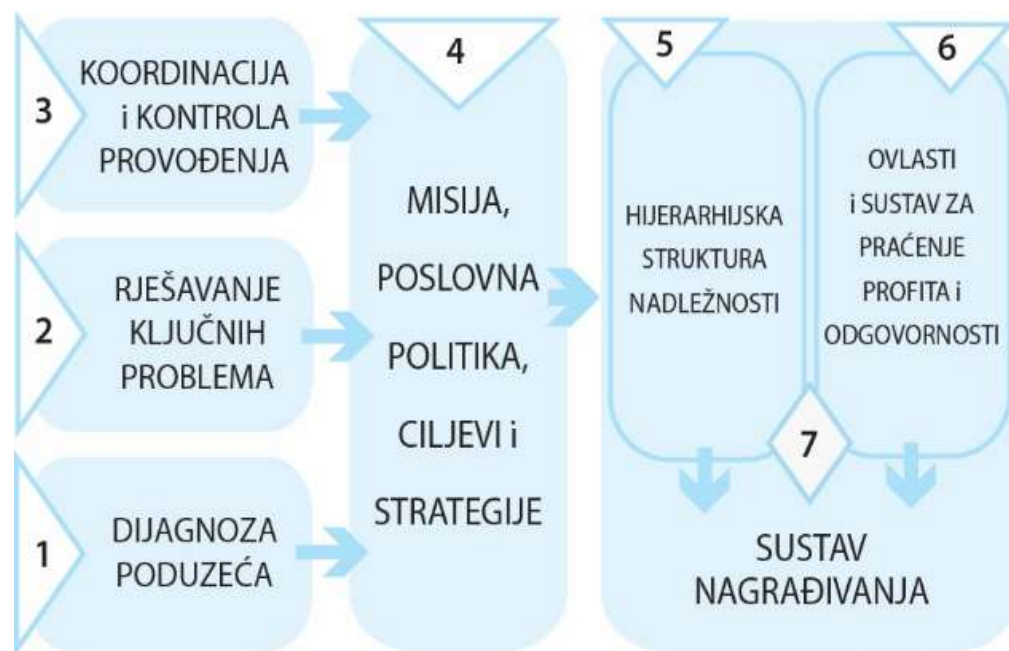 3
KOORDINACIJA
i KONTROLA
PROVOĐENJA
2
RJEŠAVANJE
KLJUČNIH
PROBLEMA
1
DIJAGNOZA
PODUZEĆA
4
MISIJA,
POSLOVNA
POLITIKA,
CILJEVI i
STRATEGIJE
5
HIJERARHIJSKA
STRUKTURA
NADLEŽNOSTI
6
OVLASTI
i SUSTAV ZA
PRAĆENJE
PROFITA i
ODGOVORNOSTI
7
SUSTAV
NAGRAĐIVANJA